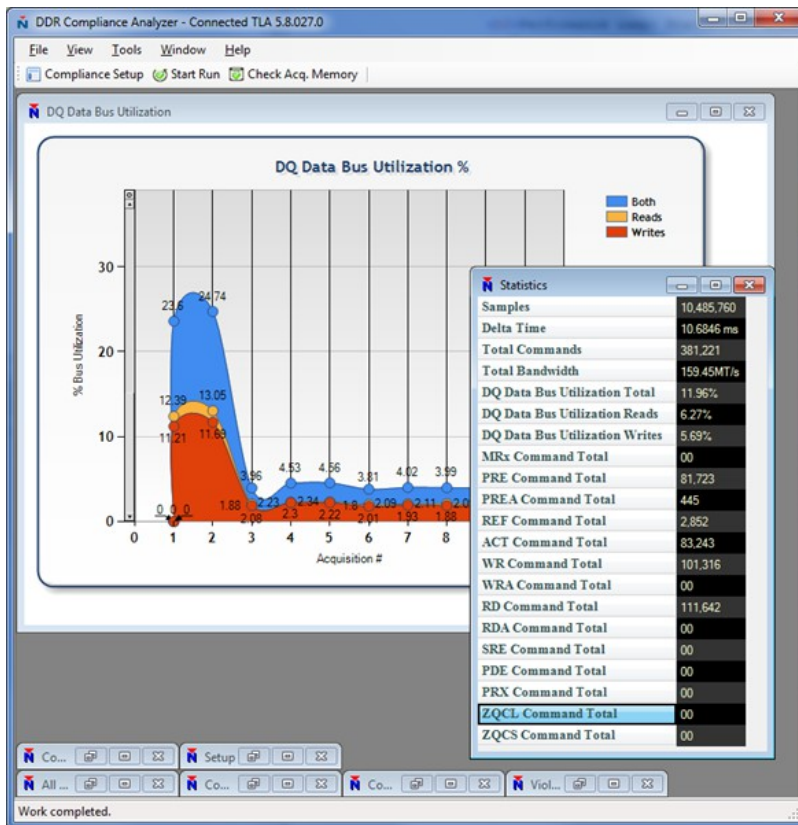 DDR Compliance Analyzer - Connected TLA 5.8.027.0
File View Tools Window Help
Compliance Setup Start Run Check Acq. Memory
DQ Data Bus Utilization
DQ Data Bus Utilization %
Both
Reads
Writes
% Bus Utilization
30
20
10
0
23.6 24.74
12.39 13.05
11.21 11.69
3.96 4.53 4.56 3.81 4.02 3.99
1.88 2.23 2.34 1.8 2.09 2.11
2.08 2.3 2.22 2.01 1.93 1.88
0 0 0
0 1 2 3 4 5 6 7 8
Acquisition #
Statistics
Samples 10,485,760
Delta Time 10.6846 ms
Total Commands 381,221
Total Bandwidth 159.45MT/s
DQ Data Bus Utilization Total 11.96%
DQ Data Bus Utilization Reads 6.27%
DQ Data Bus Utilization Writes 5.69%
MRx Command Total 00
PRE Command Total 81,723
PREA Command Total 445
REF Command Total 2,852
ACT Command Total 83,243
WR Command Total 101,316
WRA Command Total 00
RD Command Total 111,642
RDA Command Total 00
SRE Command Total 00
PDE Command Total 00
PRX Command Total 00
ZQCL Command Total 00
ZQCS Command Total 00
Co... Setup
All ... Co... Co... Viol...
Work completed.